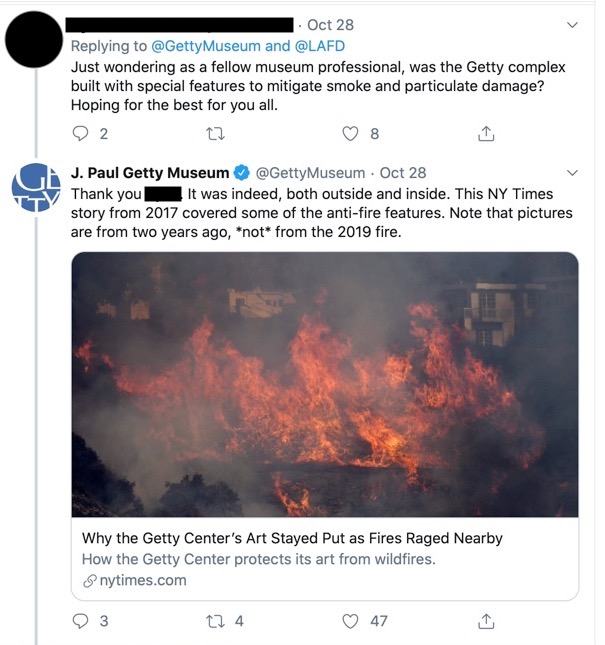 · Oct 28
Replying to @GettyMuseum and @LAFD
Just wondering as a fellow museum professional, was the Getty complex
built with special features to mitigate smoke and particulate damage?
Hoping for the best for you all.
2 8
GE
TTY
J. Paul Getty Museum @GettyMuseum · Oct 28
Thank you . It was indeed, both outside and inside. This NY Times
story from 2017 covered some of the anti-fire features. Note that pictures
are from two years ago, *not* from the 2019 fire.
Why the Getty Center's Art Stayed Put as Fires Raged Nearby
How the Getty Center protects its art from wildfires.
nytimes.com
3 4 47